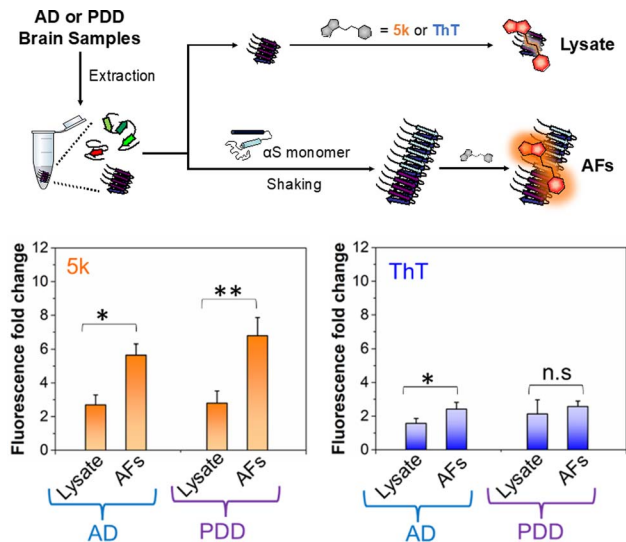 AD or PDD
Brain Samples
Extraction
= 5k or ThT
Lysate
αS monomer
Shaking
AFs
5k
Fluorescence fold change
12
10
8
6
4
2
0
*
**
Lysate
AFs
Lysate
AFs
AD
PDD
ThT
Fluorescence fold change
12
10
8
6
4
2
0
*
n.s
Lysate
AFs
Lysate
AFs
AD
PDD